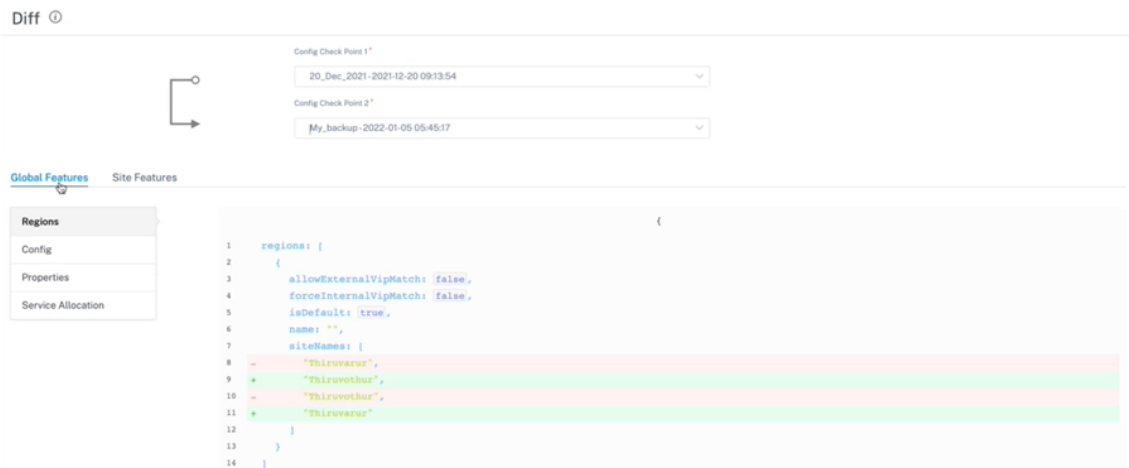 Diff
Config Check Point 1*
20_Dec_2021 - 2021-12-20 09:13:54
Config Check Point 2*
My_backup - 2022-01-05 05:45:17
Global Features Site Features
Regions
Config
Properties
Service Allocation
{
1 regions: [
2 {
3 allowExternalVipMatch: false,
4 forceInternalVipMatch: false,
5 isDefault: true,
6 name: "",
7 siteNames: [
8 - "Thiruvarur",
9 + "Thiruvothur",
10 - "Thiruvothur",
11 + "Thiruvarur"
12 ]
13 }
14 ]